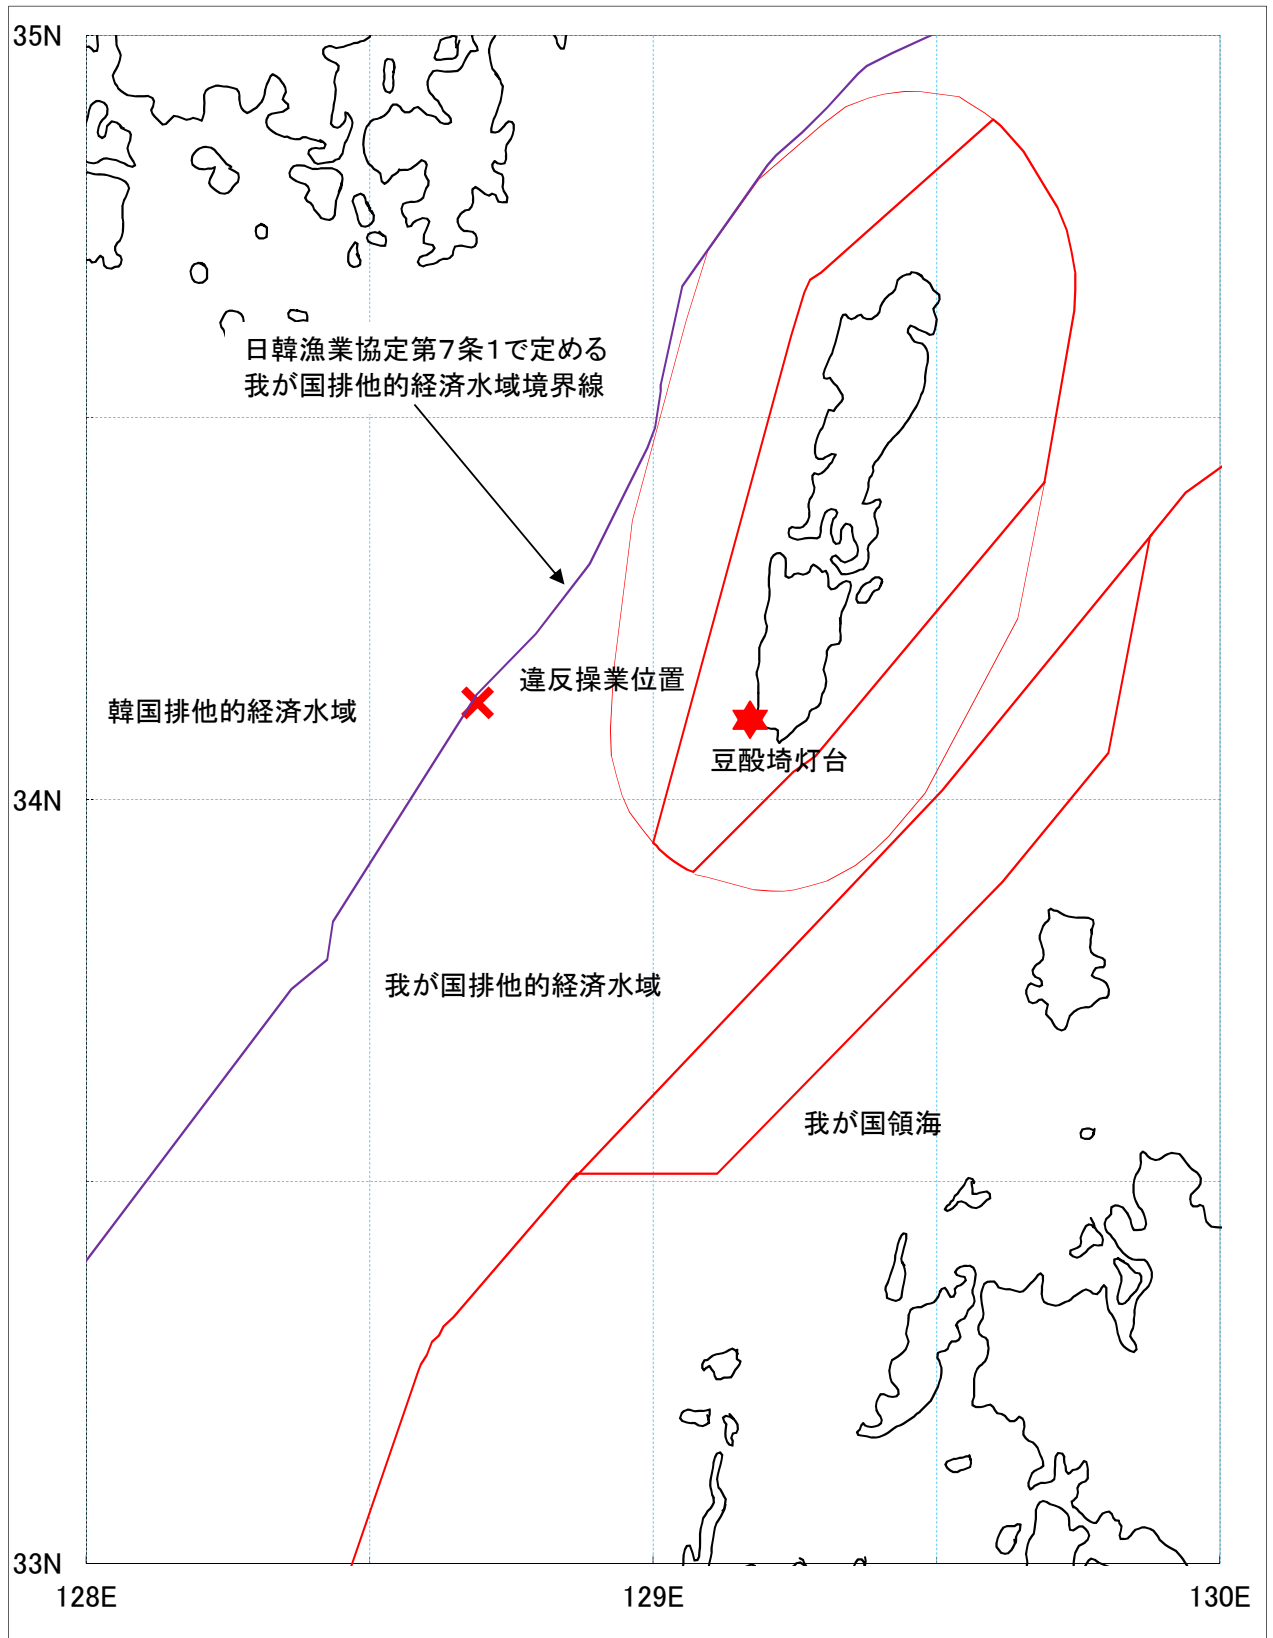 35N
日韓漁業協定第7条1で定める
我が国排他的経済水域境界線
違反操業位置
韓国排他的経済水域
豆酘埼灯台
34N
我が国排他的経済水域
我が国領海
33N
128E
129E
130E